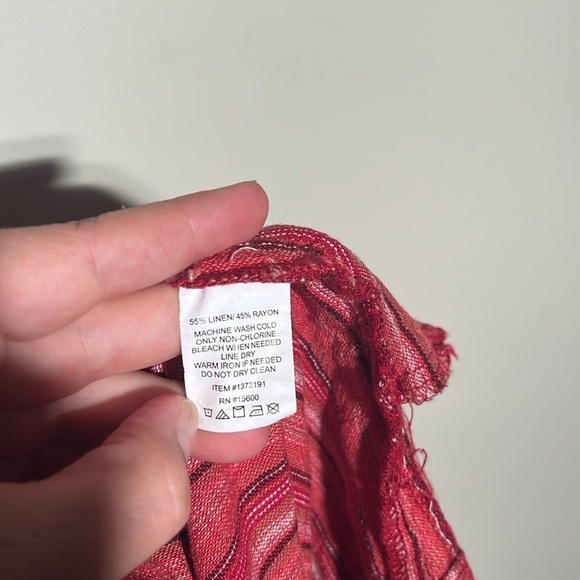 55% LINEN/ 45% RAYON
MACHINE WASH COLD
ONLY NON-CHLORINE
BLEACH WHEN NEEDED
LINE DRY
WARM IRON IF NEEDED
DO NOT DRY CLEAN
ITEM #1372191
RN #15600